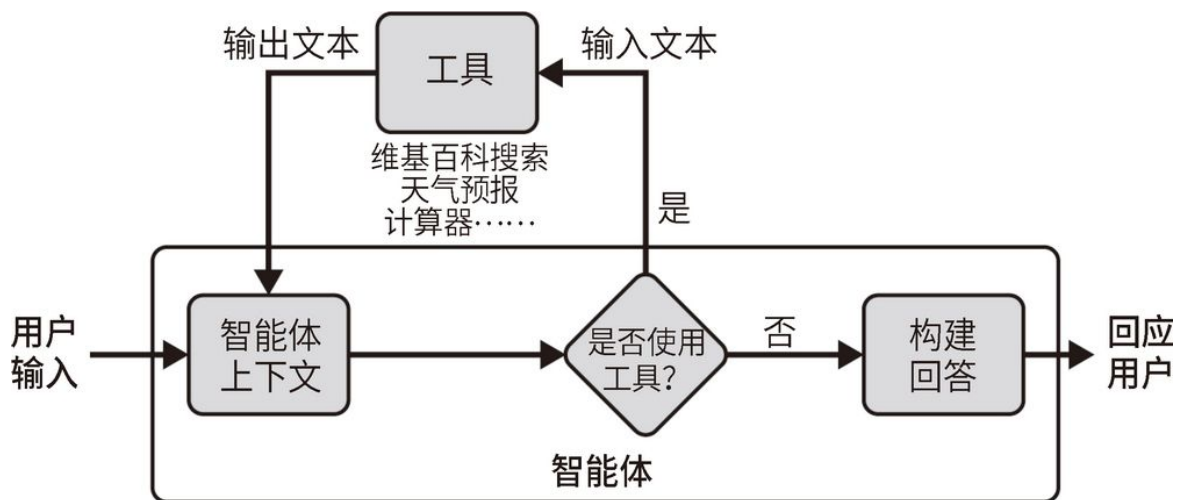 输出文本
工具
输入文本
维基百科搜索
天气预报
计算器……
是
用户
输入
智能体
上下文
是否使用
工具？
否
构建
回答
回应
用户
智能体